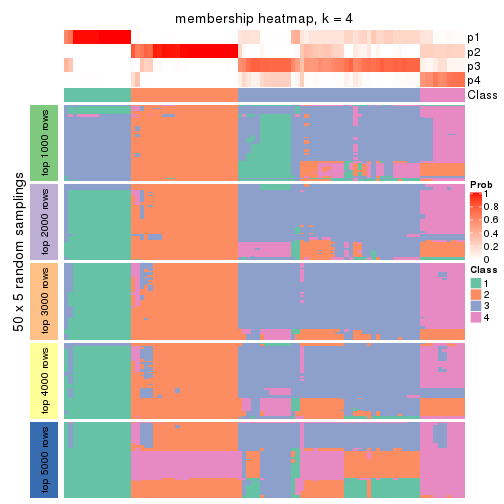 membership heatmap, k = 4
p1
p2
p3
p4
Class
50 x 5 random samplings
top 1000 rows
top 2000 rows
top 3000 rows
top 4000 rows
top 5000 rows
Prob
1
0.8
0.6
0.4
0.2
0
Class
1
2
3
4